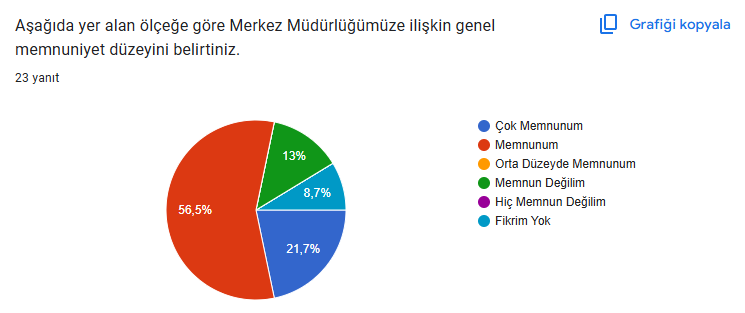 Aşağıda yer alan ölçeğe göre Merkez Müdürlüğümüze ilişkin genel
memnuniyet düzeyini belirtiniz.
Grafiği kopyala
23 yanıt
13%
8,7%
56,5%
21,7%
Çok Memnunum
Memnunum
Orta Düzeyde Memnunum
Memnun Değilim
Hiç Memnun Değilim
Fikrim Yok